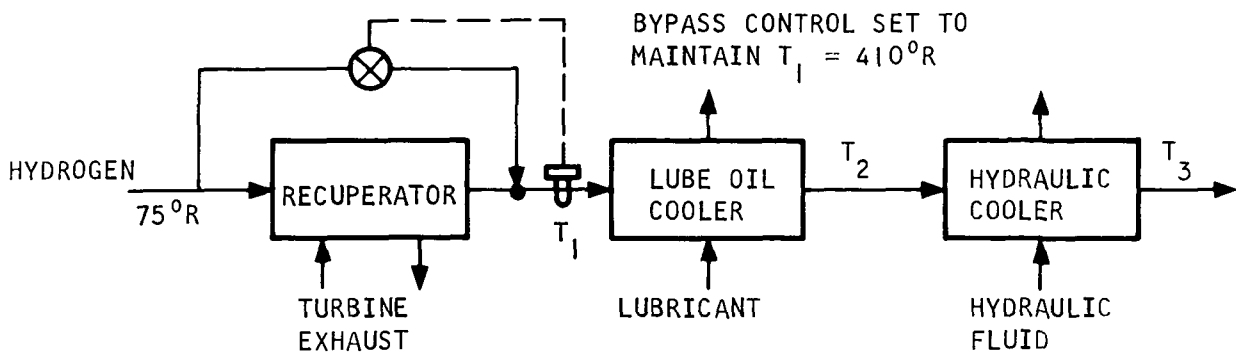 BYPASS CONTROL SET TO
MAINTAIN T₁ = 410°R
HYDROGEN
75°R
RECUPERATOR
T₁
LUBE OIL
COOLER
T₂
HYDRAULIC
COOLER
T₃
TURBINE
EXHAUST
LUBRICANT
HYDRAULIC
FLUID